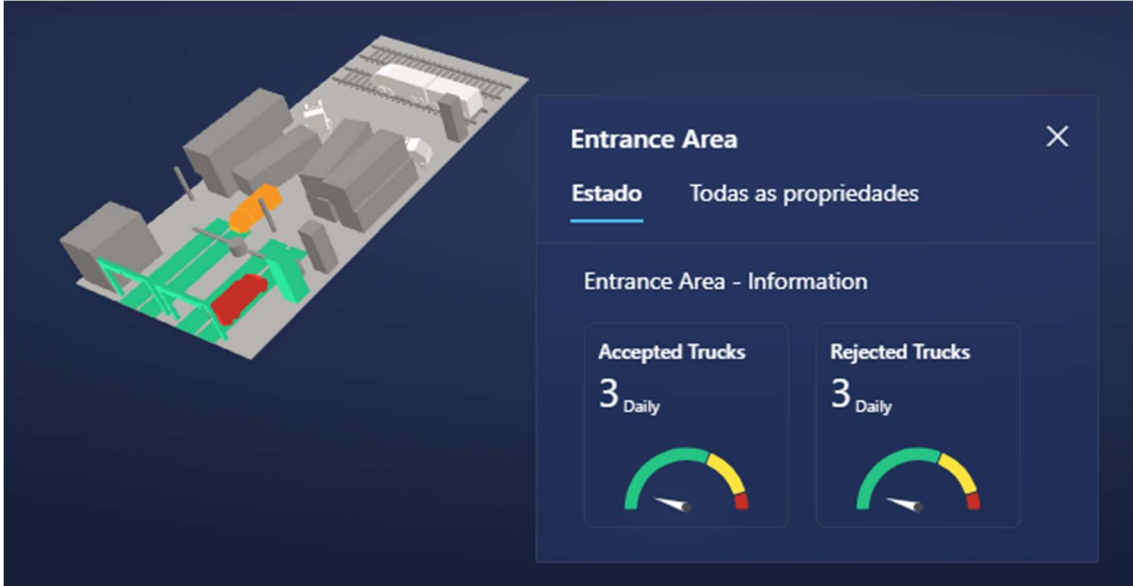 Entrance Area
Estado Todas as propriedades
Entrance Area - Information
Accepted Trucks
3 Daily
Rejected Trucks
3 Daily